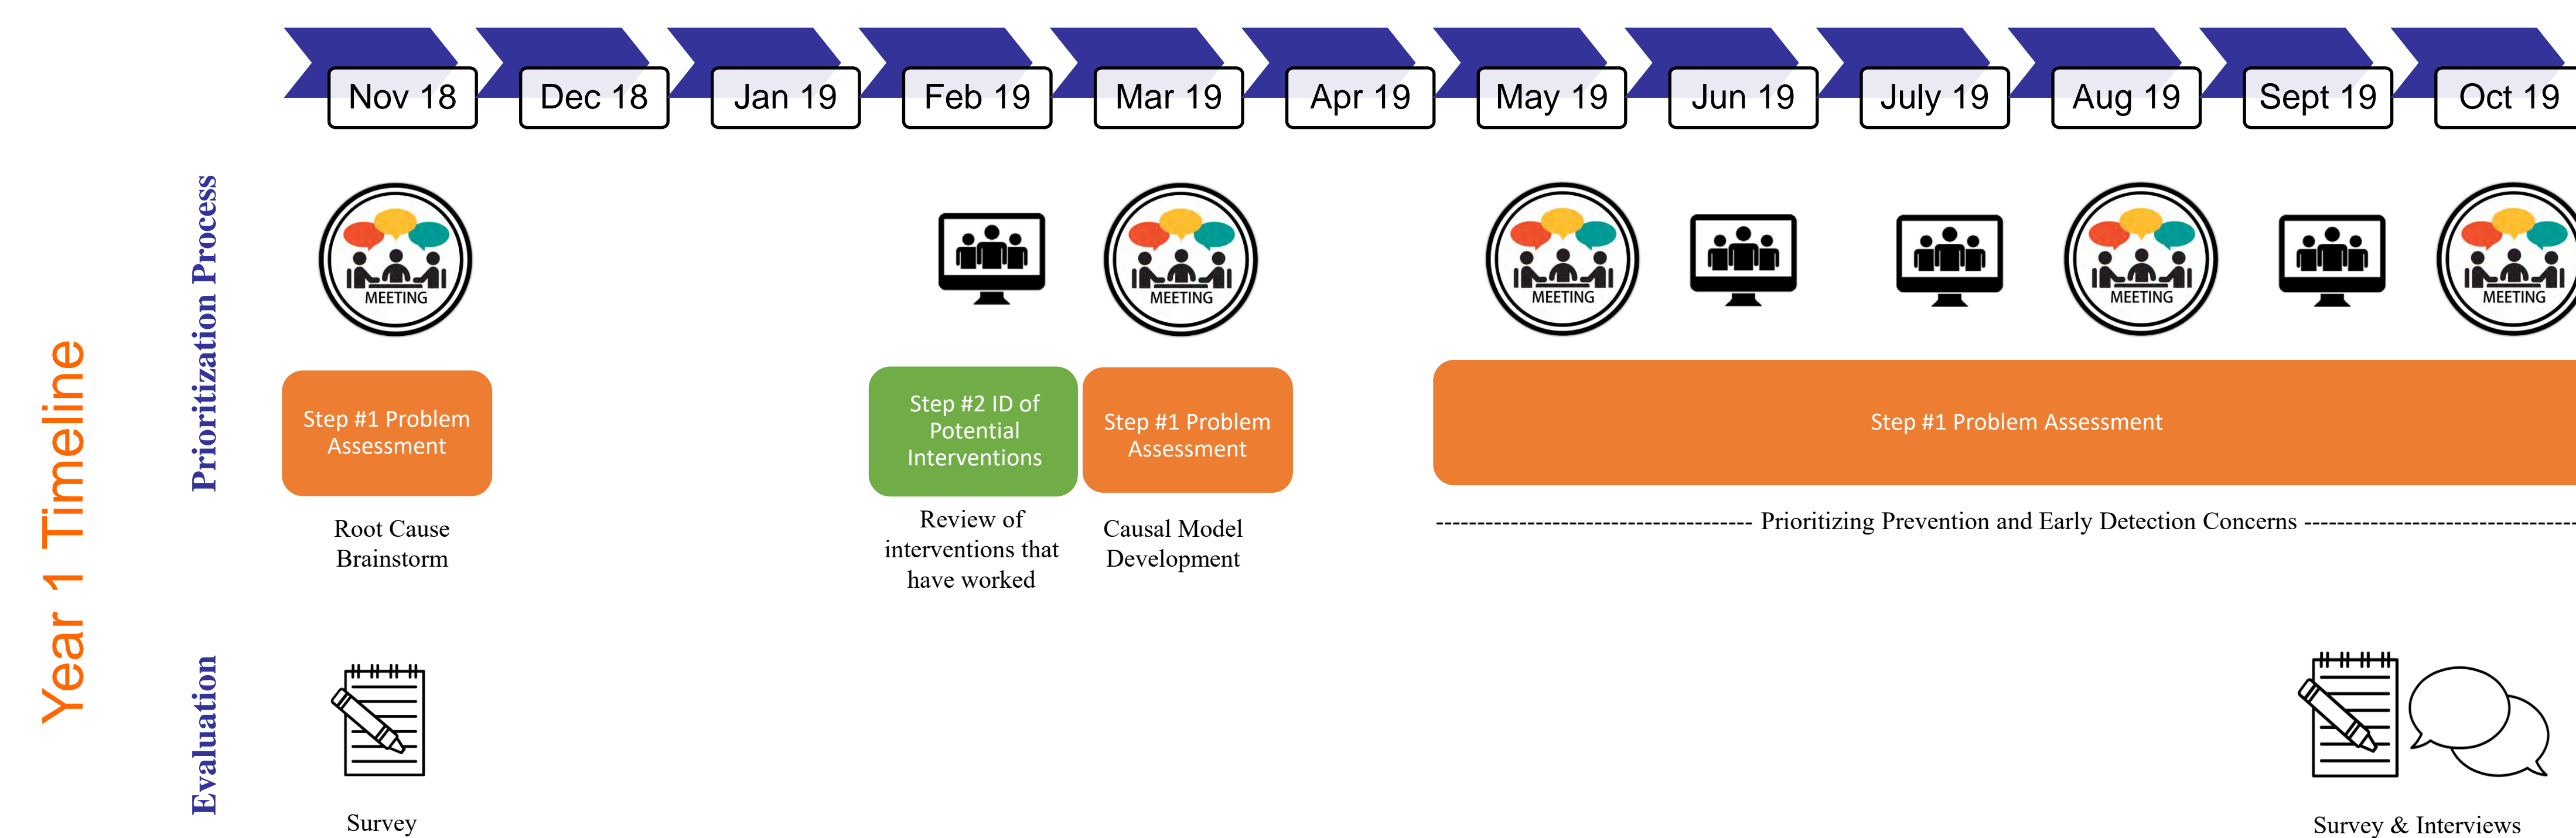 Nov 18
Dec 18
Jan 19
Feb 19
Mar 19
Apr 19
May 19
Jun 19
July 19
Aug 19
Sept 19
Oct 19
Year 1 Timeline
Prioritization Process
MEETING
MEETING
MEETING
MEETING
MEETING
Step #1 Problem
Assessment
Step #2 ID of
Potential
Interventions
Step #1 Problem
Assessment
Step #1 Problem Assessment
Root Cause
Brainstorm
Review of
interventions that
have worked
Causal Model
Development
-------------------------------------- Prioritizing Prevention and Early Detection Concerns ---------------------------------
Evaluation
Survey
Survey & Interviews